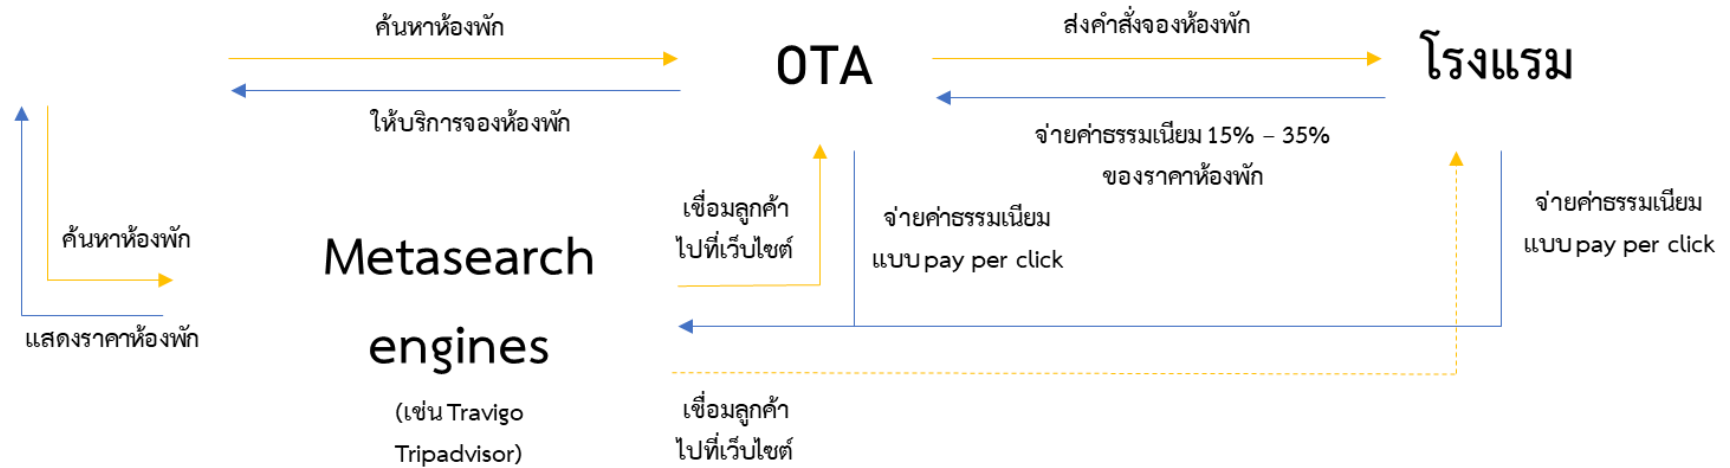 ค้นหาห้องพัก
ส่งคำสั่งจองห้องพัก
OTA
โรงแรม
ให้บริการจองห้องพัก
จ่ายค่าธรรมเนียม 15% – 35%
ของราคาห้องพัก
เชื่อมลูกค้า
ไปที่เว็บไซต์
จ่ายค่าธรรมเนียม
แบบ pay per click
จ่ายค่าธรรมเนียม
แบบ pay per click
ค้นหาห้องพัก
แสดงราคาห้องพัก
Metasearch
engines
(เช่น Travigo
Tripadvisor)
เชื่อมลูกค้า
ไปที่เว็บไซต์